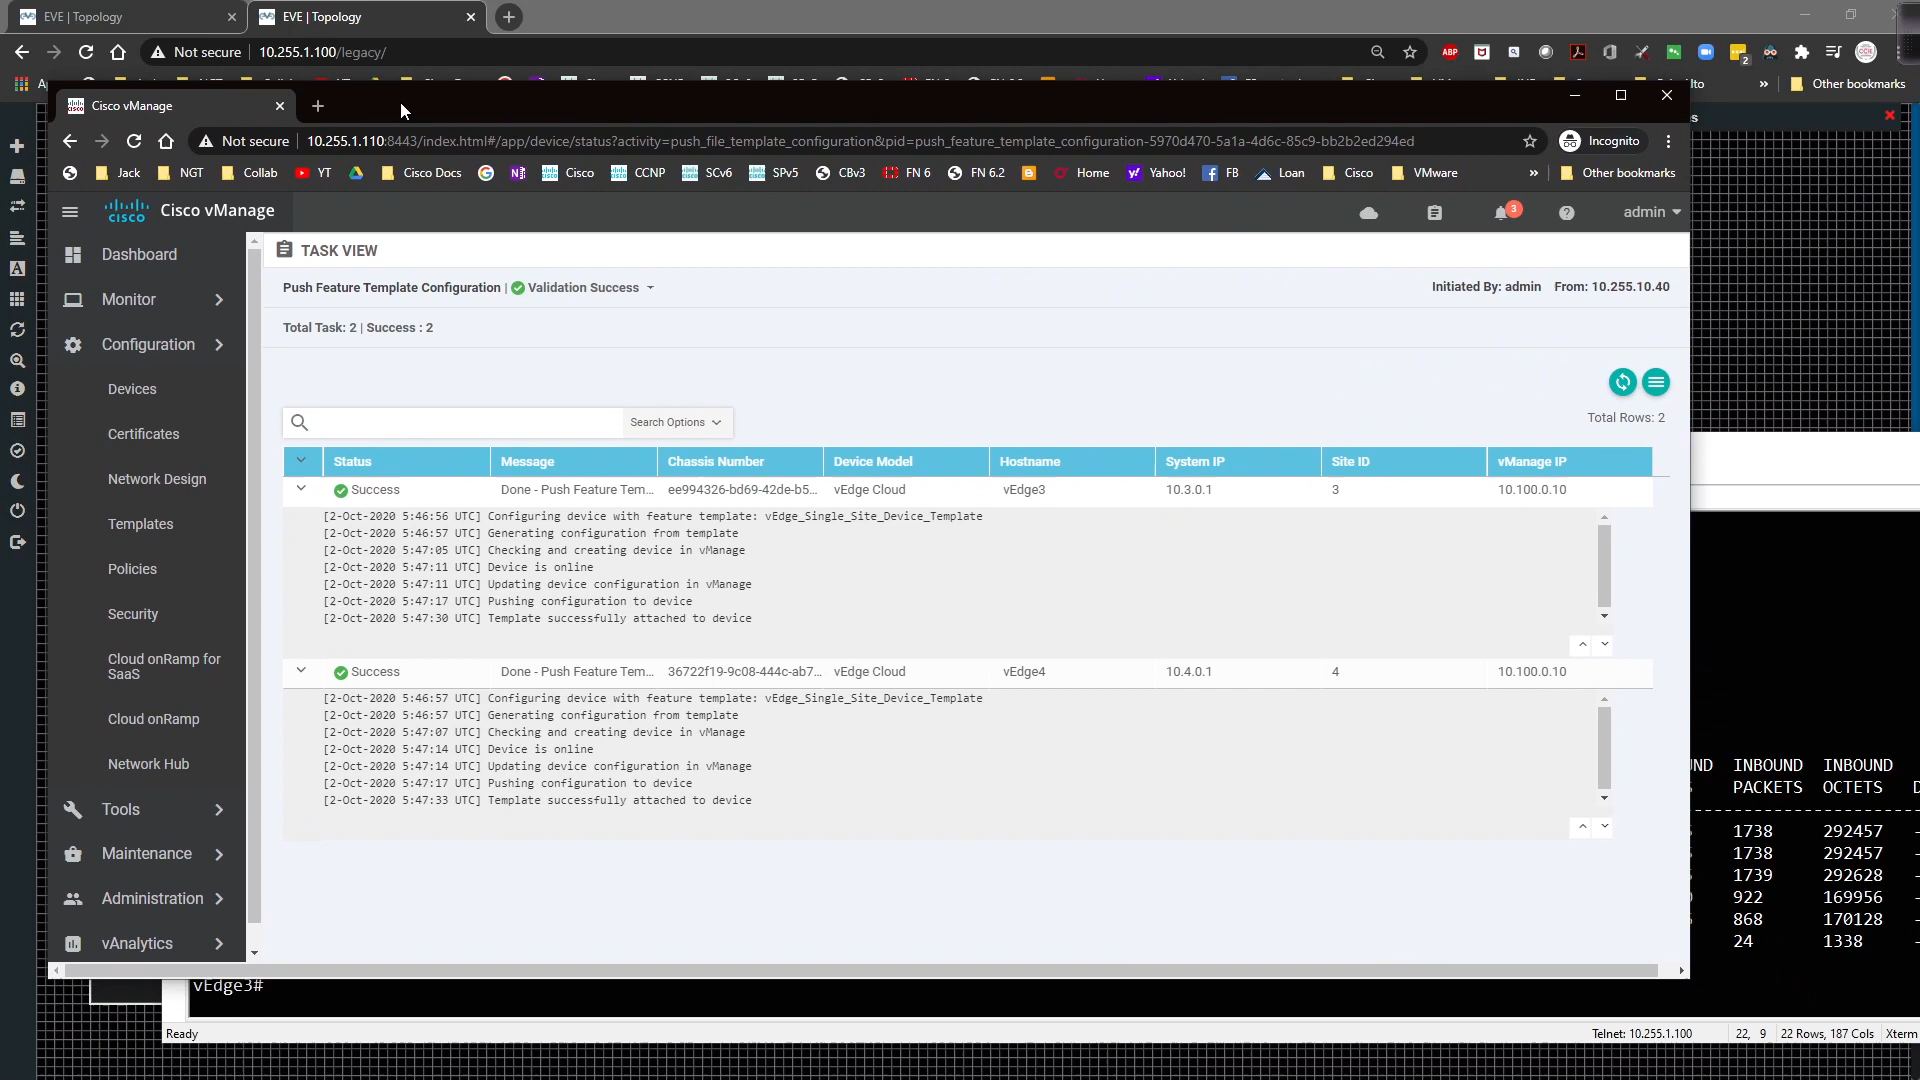 EVE | Topology
EVE | Topology
Not secure
10.255.1.100/legacy/
ABP
2
»
Other bookmarks
Cisco vManage
s
Not secure
10.255.1.110:8443/index.html#/app/device/status?activity=push_file_template_configuration&pid=push_feature_template_configuration-5970d470-5a1a-4d6c-85c9-bb2b2ed294ed
Incognito
Jack NGT Collab YT Cisco Docs Cisco CCNP SCv6 SPv5 CBv3 FN 6 FN 6.2 Home Yahoo! FB Loan Cisco VMware » Other bookmarks
CISCO
Cisco vManage
3
admin
Dashboard
Monitor
Configuration
Devices
Certificates
Network Design
Templates
Policies
Security
Cloud onRamp for
SaaS
Cloud onRamp
Network Hub
Tools
Maintenance
Administration
vAnalytics
TASK VIEW
Push Feature Template Configuration | Validation Success
Initiated By: admin From: 10.255.10.40
Total Task: 2 | Success : 2
Search Options
Total Rows: 2
Status Message Chassis Number Device Model Hostname System IP Site ID vManage IP
Success Done - Push Feature Tem... ee994326-bd69-42de-b5... vEdge Cloud vEdge3 10.3.0.1 3 10.100.0.10
[2-Oct-2020 5:46:56 UTC] Configuring device with feature template: vEdge_Single_Site_Device_Template
[2-Oct-2020 5:46:57 UTC] Generating configuration from template
[2-Oct-2020 5:47:05 UTC] Checking and creating device in vManage
[2-Oct-2020 5:47:11 UTC] Device is online
[2-Oct-2020 5:47:11 UTC] Updating device configuration in vManage
[2-Oct-2020 5:47:17 UTC] Pushing configuration to device
[2-Oct-2020 5:47:30 UTC] Template successfully attached to device
Success Done - Push Feature Tem... 36722f19-9c08-444c-ab7... vEdge Cloud vEdge4 10.4.0.1 4 10.100.0.10
[2-Oct-2020 5:46:57 UTC] Configuring device with feature template: vEdge_Single_Site_Device_Template
[2-Oct-2020 5:46:57 UTC] Generating configuration from template
[2-Oct-2020 5:47:07 UTC] Checking and creating device in vManage
[2-Oct-2020 5:47:14 UTC] Device is online
[2-Oct-2020 5:47:14 UTC] Updating device configuration in vManage
[2-Oct-2020 5:47:17 UTC] Pushing configuration to device
[2-Oct-2020 5:47:33 UTC] Template successfully attached to device
ND INBOUND INBOUND
PACKETS OCTETS D
1738 292457 -
1738 292457 -
1739 292628 -
922 169956 -
868 170128 -
24 1338 -
vEdge3#
Ready
Telnet: 10.255.1.100 22, 9 22 Rows, 187 Cols Xterm